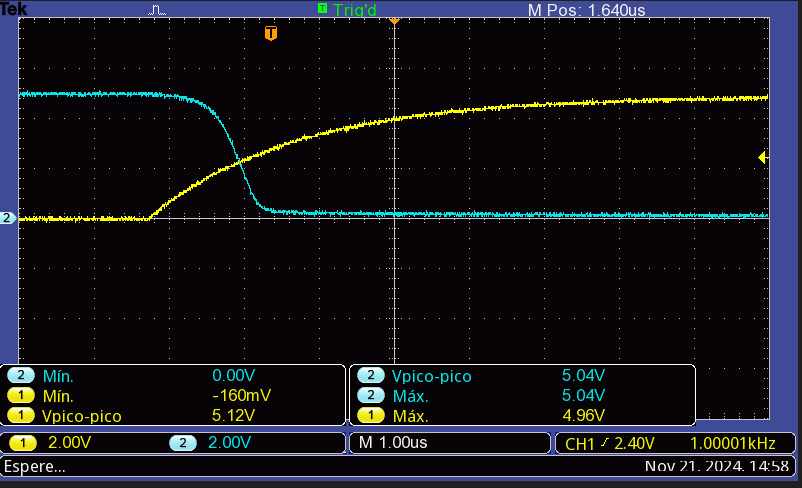 Tek T Trig'd M Pos: 1.640us
T
2
2 Mín. 0.00V 2 Vpico-pico 5.04V
1 Mín. -160mV 2 Máx. 5.04V
1 Vpico-pico 5.12V 1 Máx. 4.96V
1 2.00V 2 2.00V M 1.00us CH1 2.40V 1.00001kHz
Espere... Nov 21, 2024, 14:58